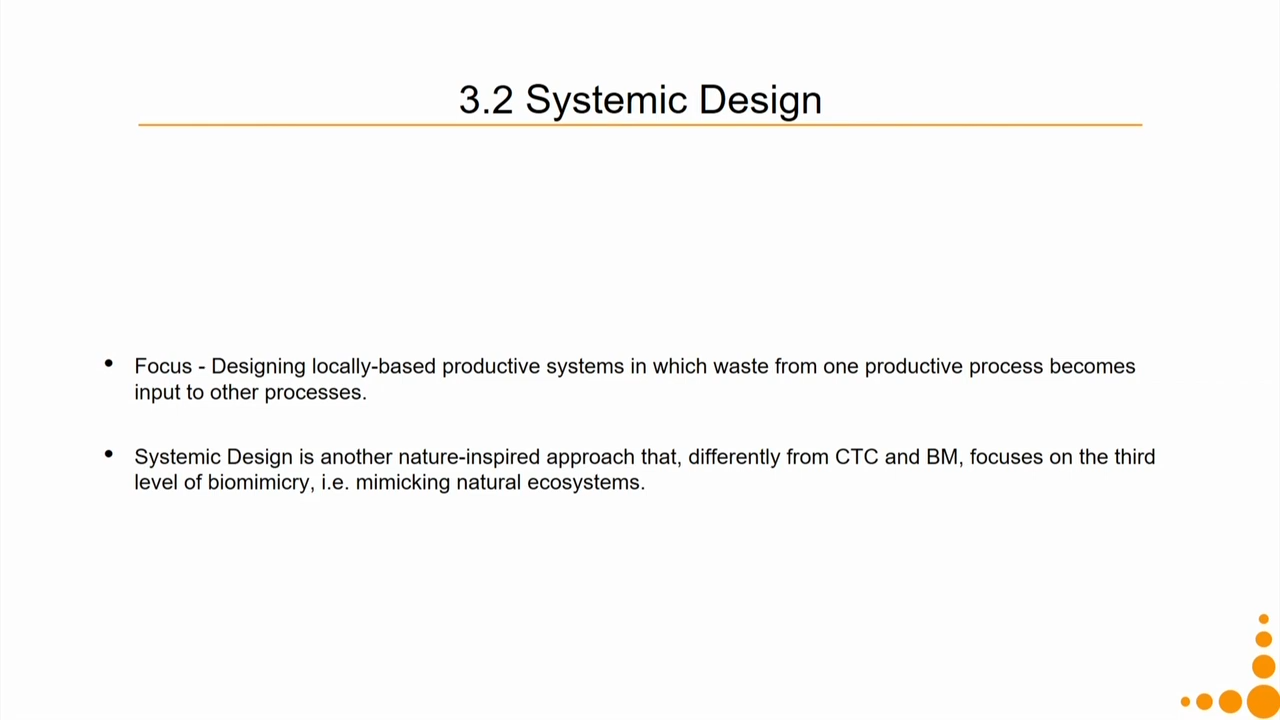 3.2 Systemic Design
• Focus - Designing locally-based productive systems in which waste from one productive process becomes
input to other processes.
• Systemic Design is another nature-inspired approach that, differently from CTC and BM, focuses on the third
level of biomimicry, i.e. mimicking natural ecosystems.